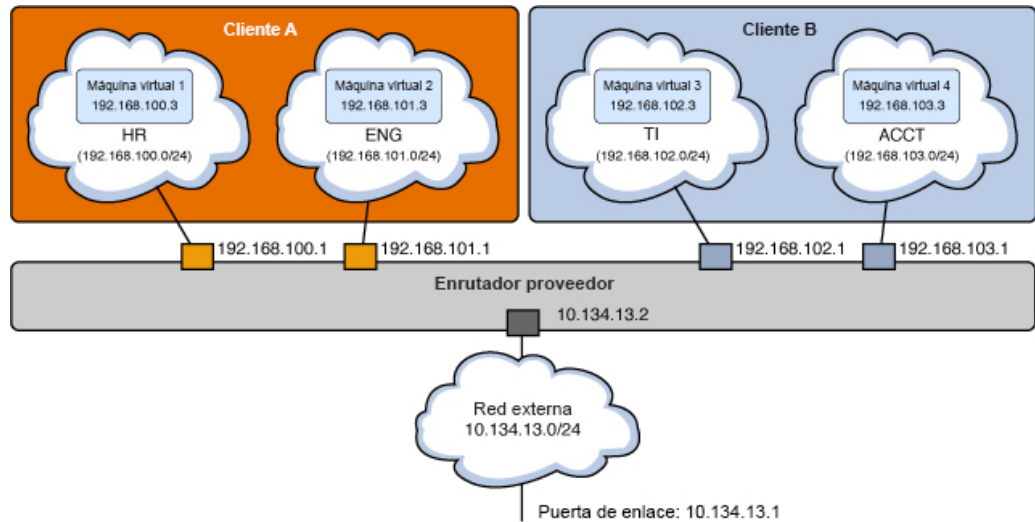 Cliente A
Máquina virtual 1
192.168.100.3
HR
(192.168.100.0/24)
Máquina virtual 2
192.168.101.3
ENG
(192.168.101.0/24)
Cliente B
Máquina virtual 3
192.168.102.3
TI
(192.168.102.0/24)
Máquina virtual 4
192.168.103.3
ACCT
(192.168.103.0/24)
192.168.100.1
192.168.101.1
192.168.102.1
192.168.103.1
Enrutador proveedor
10.134.13.2
Red externa
10.134.13.0/24
Puerta de enlace: 10.134.13.1